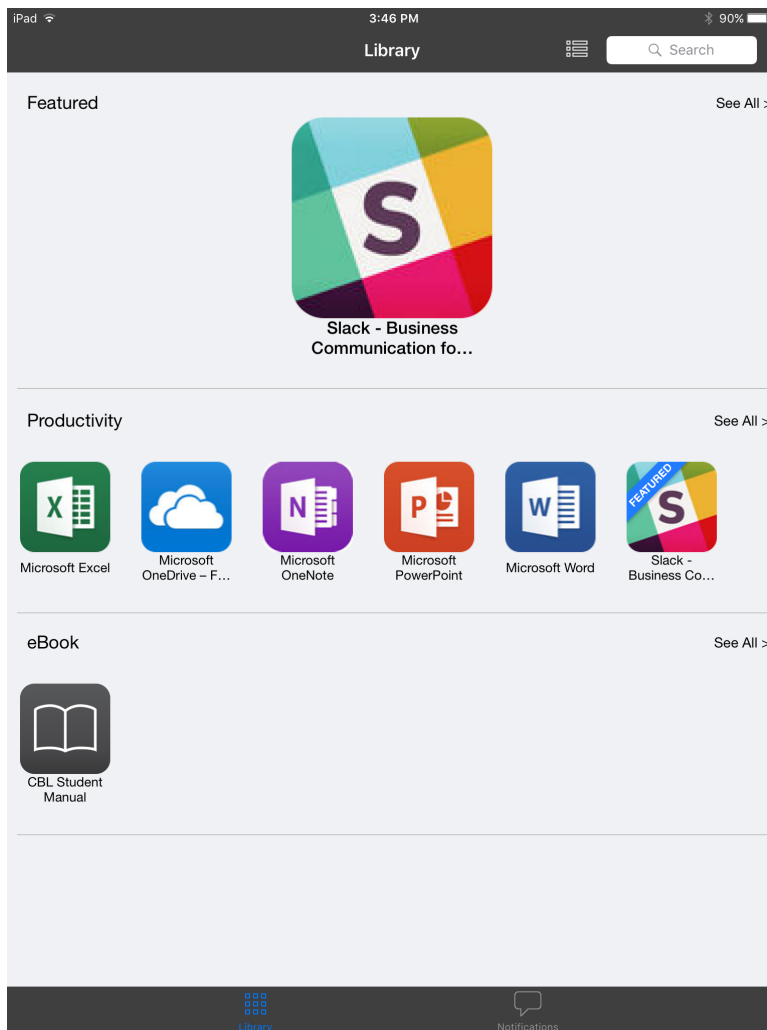 iPad 3:46 PM 90%
Library Search
Featured See All >
S
Slack - Business
Communication fo...
Productivity See All >
X N P W FEATURED S
Microsoft Excel
Microsoft
OneDrive – F...
Microsoft
OneNote
Microsoft
PowerPoint
Microsoft Word
Slack -
Business Co...
eBook See All >
CBL Student
Manual
Library Notifications